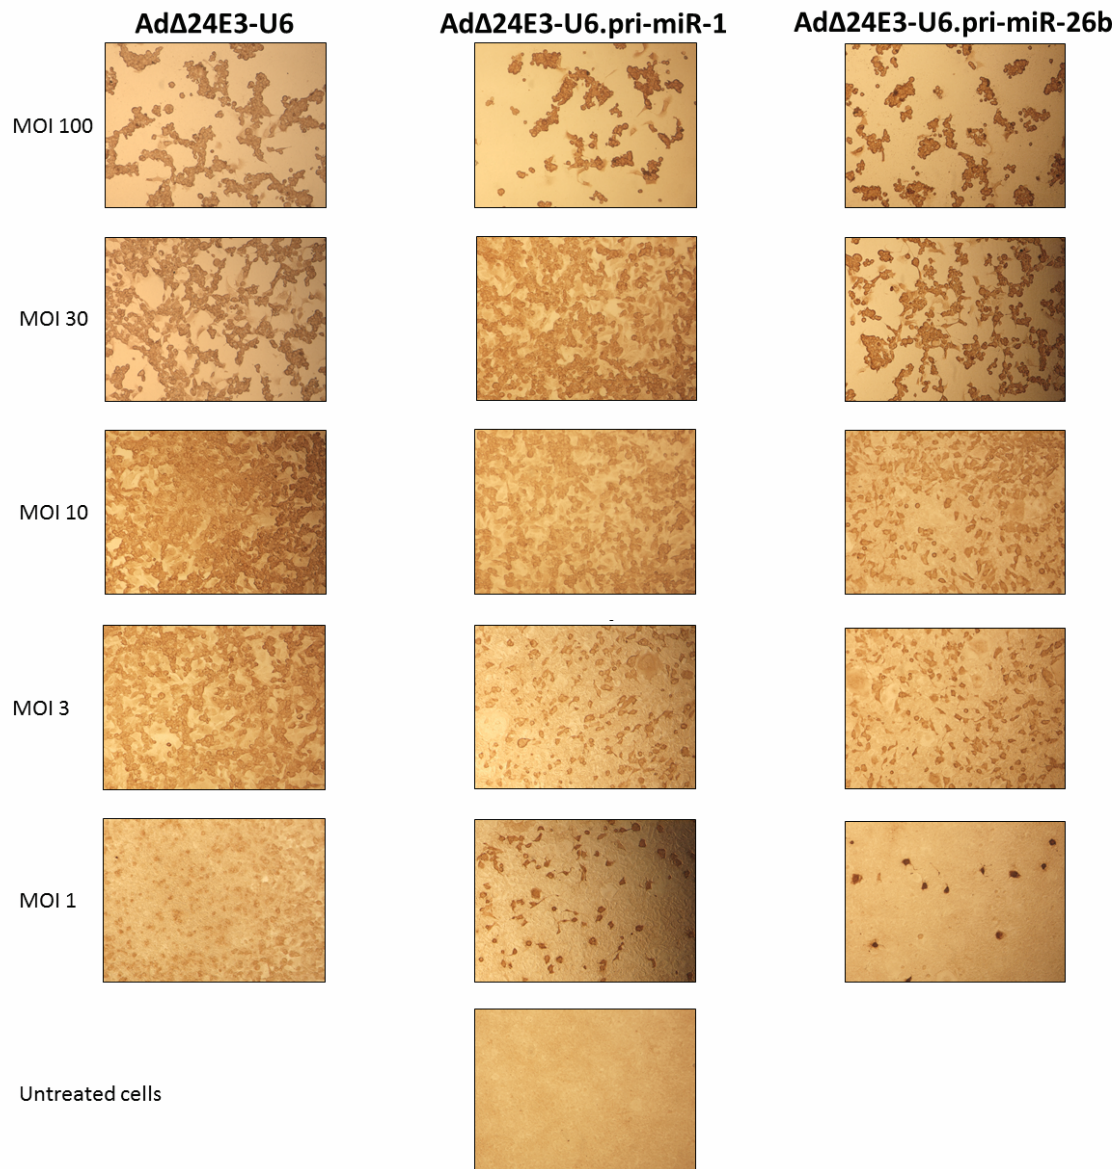 AdΔ24E3-U6 AdΔ24E3-U6.pri-miR-1 AdΔ24E3-U6.pri-miR-26b
MOI 100
MOI 30
MOI 10
MOI 3
MOI 1
Untreated cells